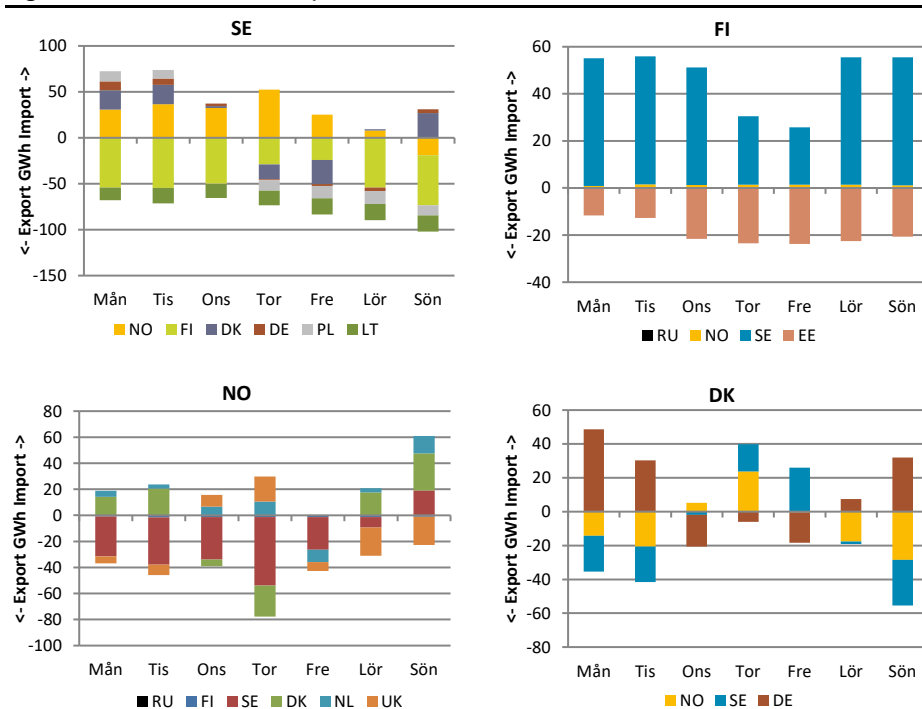 SE
100
50
0
-50
-100
-150
<- Export GWh Import ->
Mån Tis Ons Tor Fre Lör Sön
NO FI DK DE PL LT
FI
60
40
20
0
-20
-40
<- Export GWh Import ->
Mån Tis Ons Tor Fre Lör Sön
RU NO SE EE
NO
80
60
40
20
0
-20
-40
-60
-80
-100
<- Export GWh Import ->
Mån Tis Ons Tor Fre Lör Sön
RU FI SE DK NL UK
DK
60
40
20
0
-20
-40
-60
-80
<- Export GWh Import ->
Mån Tis Ons Tor Fre Lör Sön
NO SE DE